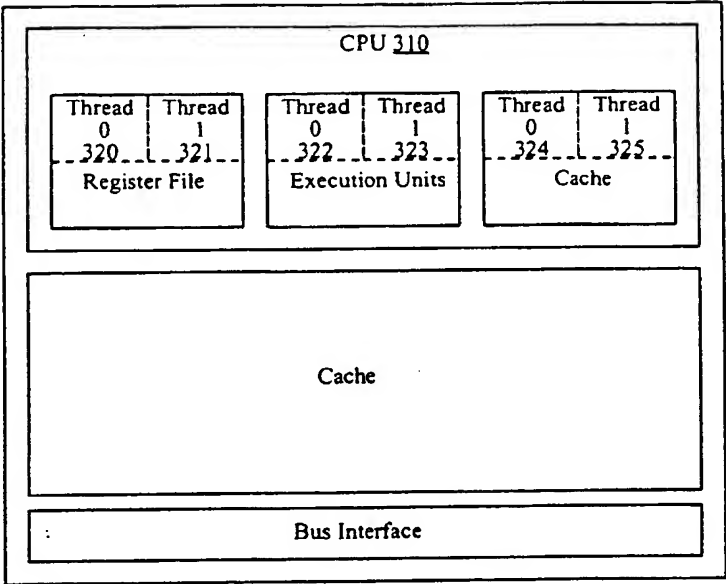 CPU 310
Thread Thread
0 1
320 321
Register File
Thread Thread
0 1
322 323
Execution Units
Thread Thread
0 1
324 325
Cache
Cache
Bus Interface